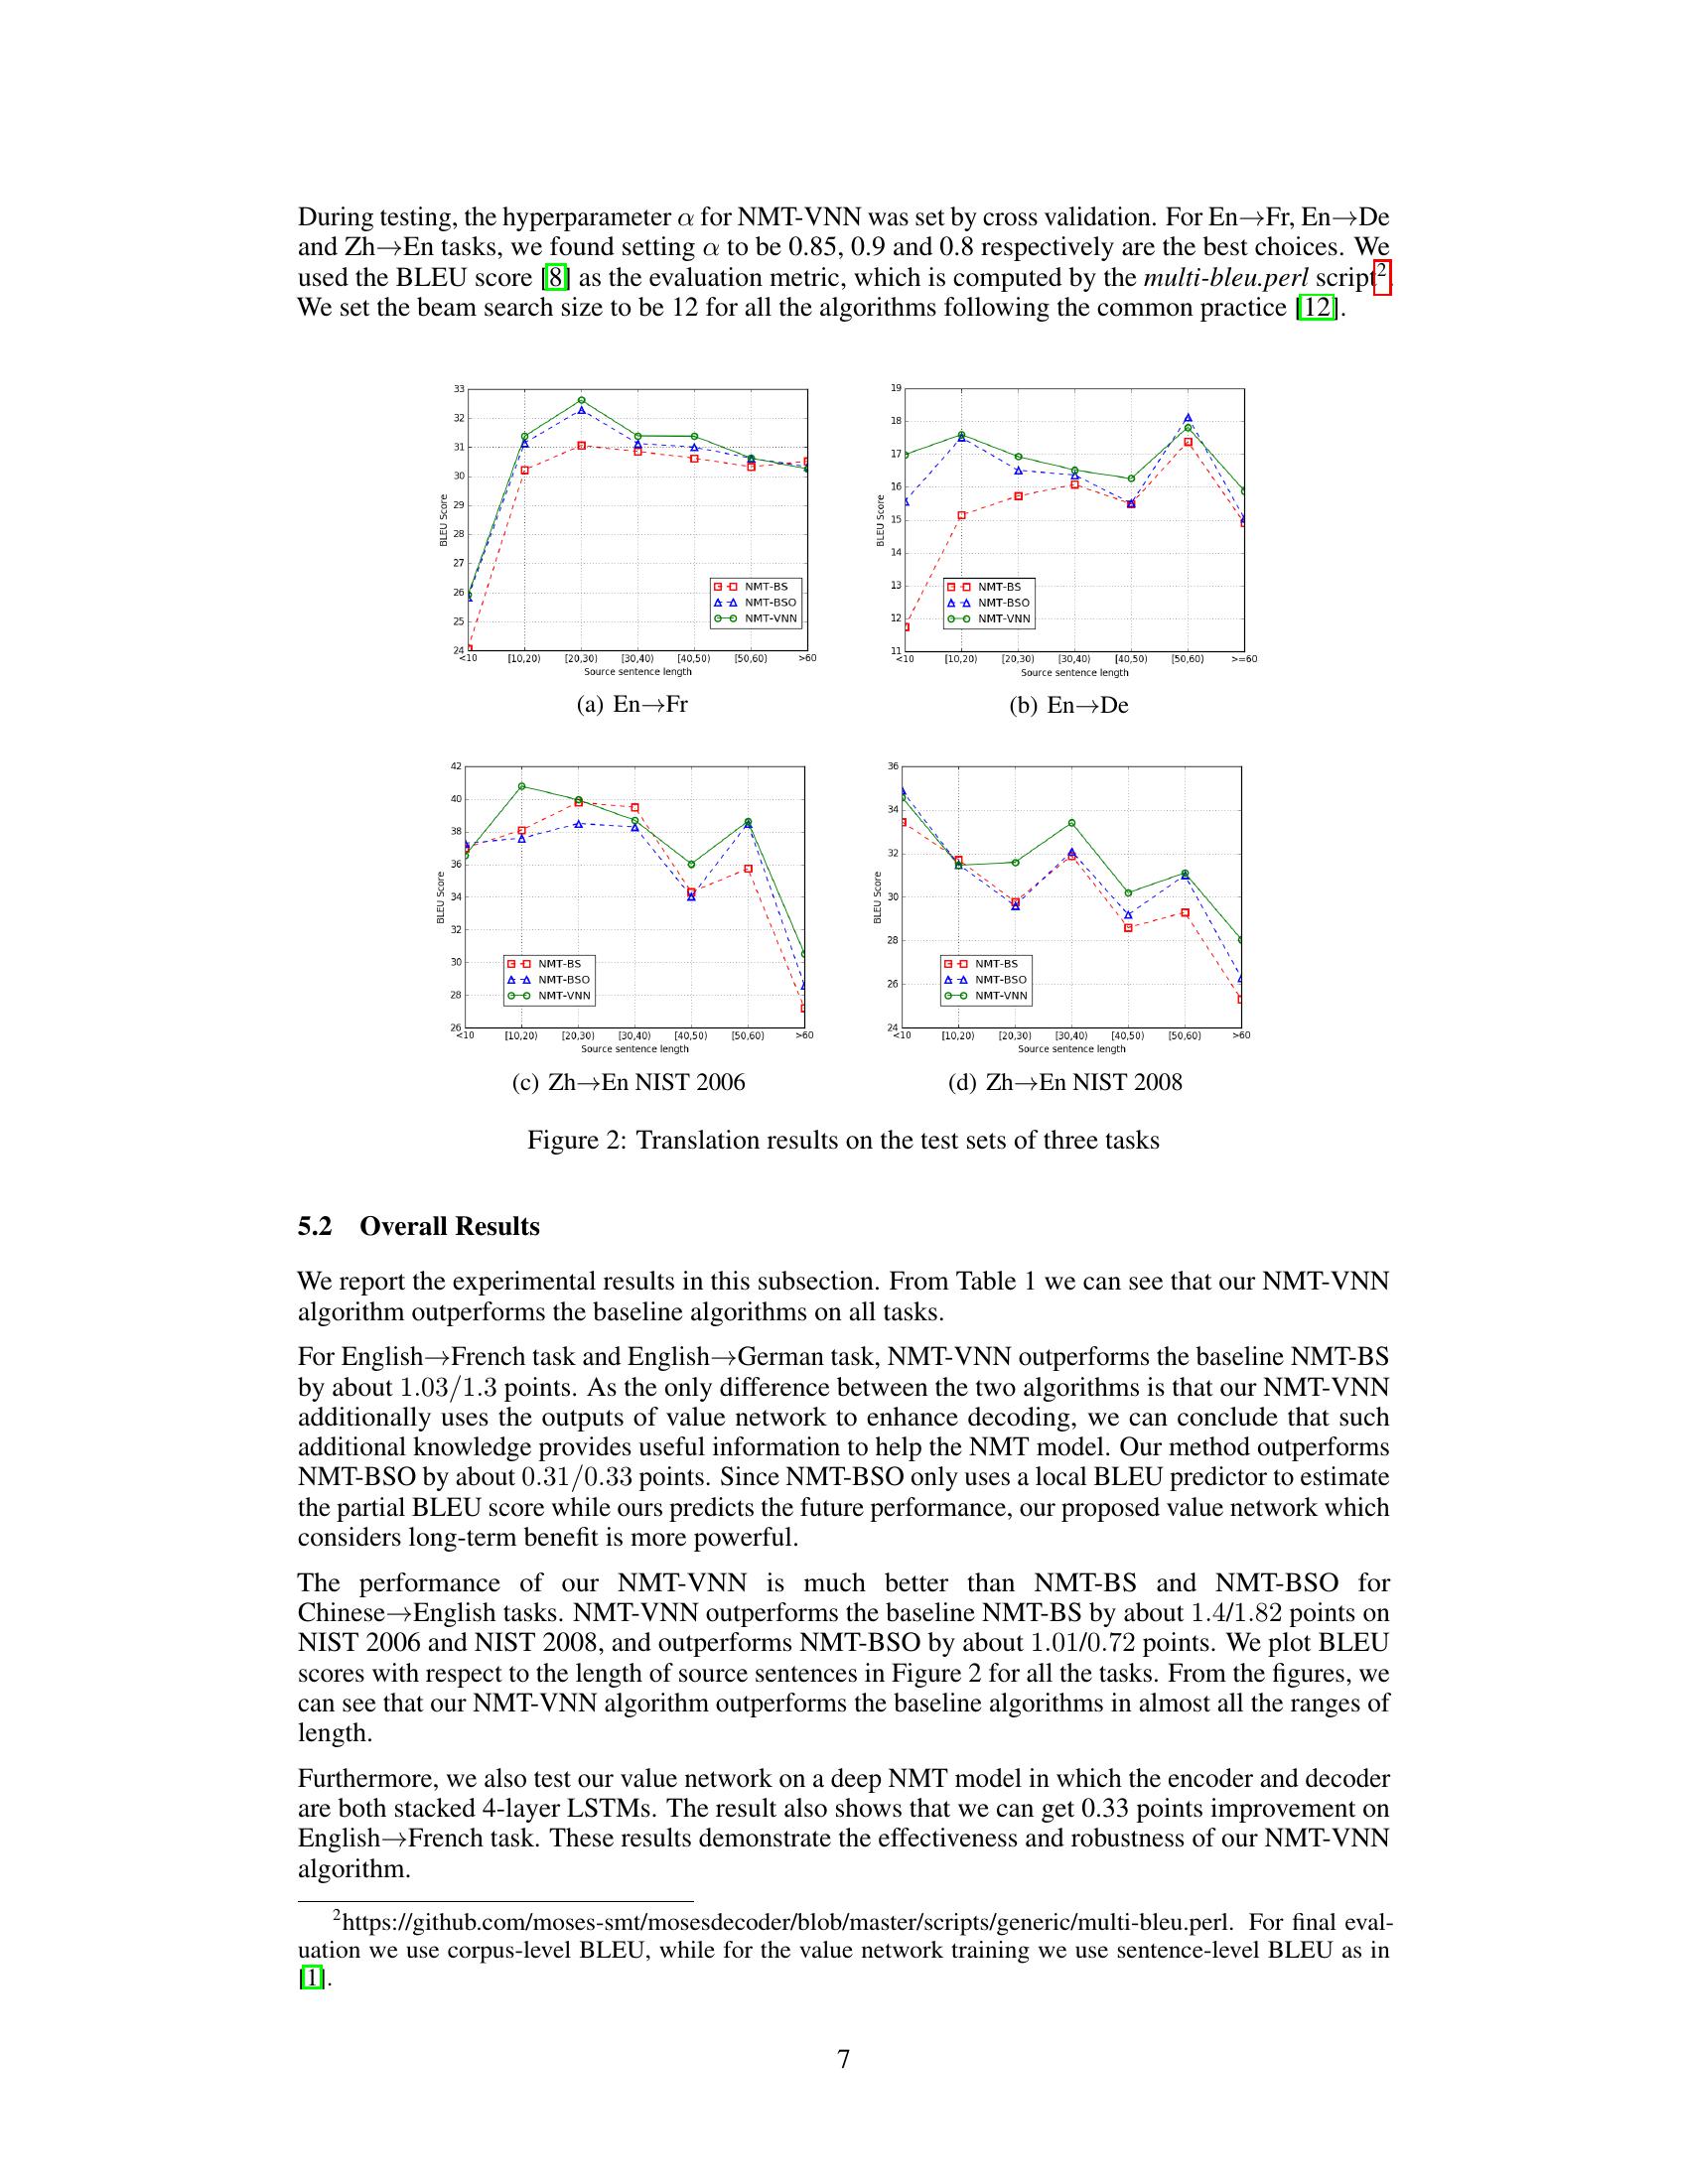 During testing, the hyperparameter α for NMT-VNN was set by cross validation. For En→Fr, En→De
and Zh→En tasks, we found setting α to be 0.85, 0.9 and 0.8 respectively are the best choices. We
used the BLEU score [8] as the evaluation metric, which is computed by the multi-bleu.perl script2.
We set the beam search size to be 12 for all the algorithms following the common practice [12].
33
32
31
30
29
28
27
26
25
24
BLEU Score
<10 [10,20) [20,30) [30,40) [40,50) [50,60) >60
Source sentence length
NMT-BS
NMT-BSO
NMT-VNN
(a) En→Fr
19
18
17
16
15
14
13
12
11
BLEU Score
<10 [10,20) [20,30) [30,40) [40,50) [50,60) >=60
Source sentence length
NMT-BS
NMT-BSO
NMT-VNN
(b) En→De
42
40
38
36
34
32
30
28
26
BLEU Score
<10 [10,20) [20,30) [30,40) [40,50) [50,60) >60
Source sentence length
NMT-BS
NMT-BSO
NMT-VNN
(c) Zh→En NIST 2006
36
34
32
30
28
26
24
BLEU Score
<10 [10,20) [20,30) [30,40) [40,50) [50,60) >60
Source sentence length
NMT-BS
NMT-BSO
NMT-VNN
(d) Zh→En NIST 2008
Figure 2: Translation results on the test sets of three tasks
5.2 Overall Results
We report the experimental results in this subsection. From Table 1 we can see that our NMT-VNN
algorithm outperforms the baseline algorithms on all tasks.
For English→French task and English→German task, NMT-VNN outperforms the baseline NMT-BS
by about 1.03/1.3 points. As the only difference between the two algorithms is that our NMT-VNN
additionally uses the outputs of value network to enhance decoding, we can conclude that such
additional knowledge provides useful information to help the NMT model. Our method outperforms
NMT-BSO by about 0.31/0.33 points. Since NMT-BSO only uses a local BLEU predictor to estimate
the partial BLEU score while ours predicts the future performance, our proposed value network which
considers long-term benefit is more powerful.
The performance of our NMT-VNN is much better than NMT-BS and NMT-BSO for
Chinese→English tasks. NMT-VNN outperforms the baseline NMT-BS by about 1.4/1.82 points on
NIST 2006 and NIST 2008, and outperforms NMT-BSO by about 1.01/0.72 points. We plot BLEU
scores with respect to the length of source sentences in Figure 2 for all the tasks. From the figures, we
can see that our NMT-VNN algorithm outperforms the baseline algorithms in almost all the ranges of
length.
Furthermore, we also test our value network on a deep NMT model in which the encoder and decoder
are both stacked 4-layer LSTMs. The result also shows that we can get 0.33 points improvement on
English→French task. These results demonstrate the effectiveness and robustness of our NMT-VNN
algorithm.
2https://github.com/moses-smt/mosesdecoder/blob/master/scripts/generic/multi-bleu.perl. For final eval-
uation we use corpus-level BLEU, while for the value network training we use sentence-level BLEU as in
[1].
7